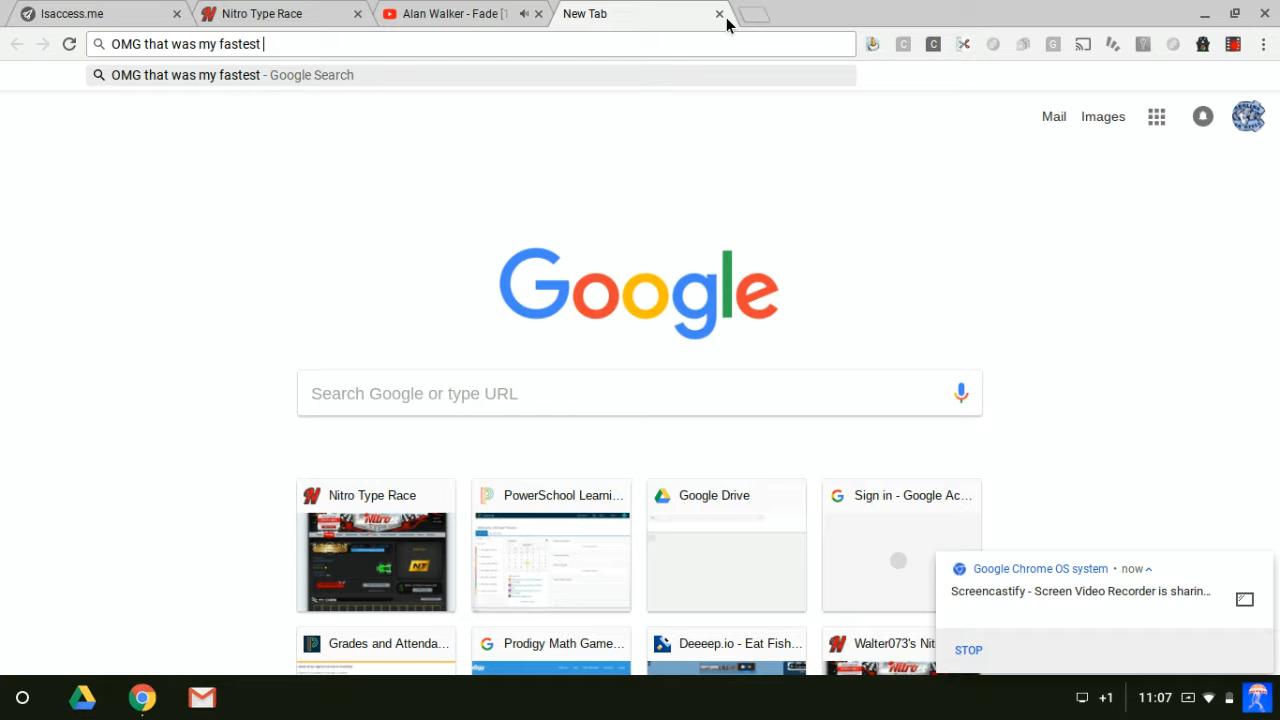 Isaccess.me
Nitro Type Race
Alan Walker - Fade [
New Tab
OMG that was my fastest
OMG that was my fastest - Google Search
Mail
Images
Google
Search Google or type URL
Nitro Type Race
PowerSchool Learni...
Google Drive
Sign in - Google Ac...
Grades and Attenda...
Prodigy Math Game...
Deeeep.io - Eat Fish...
Walter073's Nit
Google Chrome OS system • now
Screencastify - Screen Video Recorder is sharin...
STOP
+1
11:07